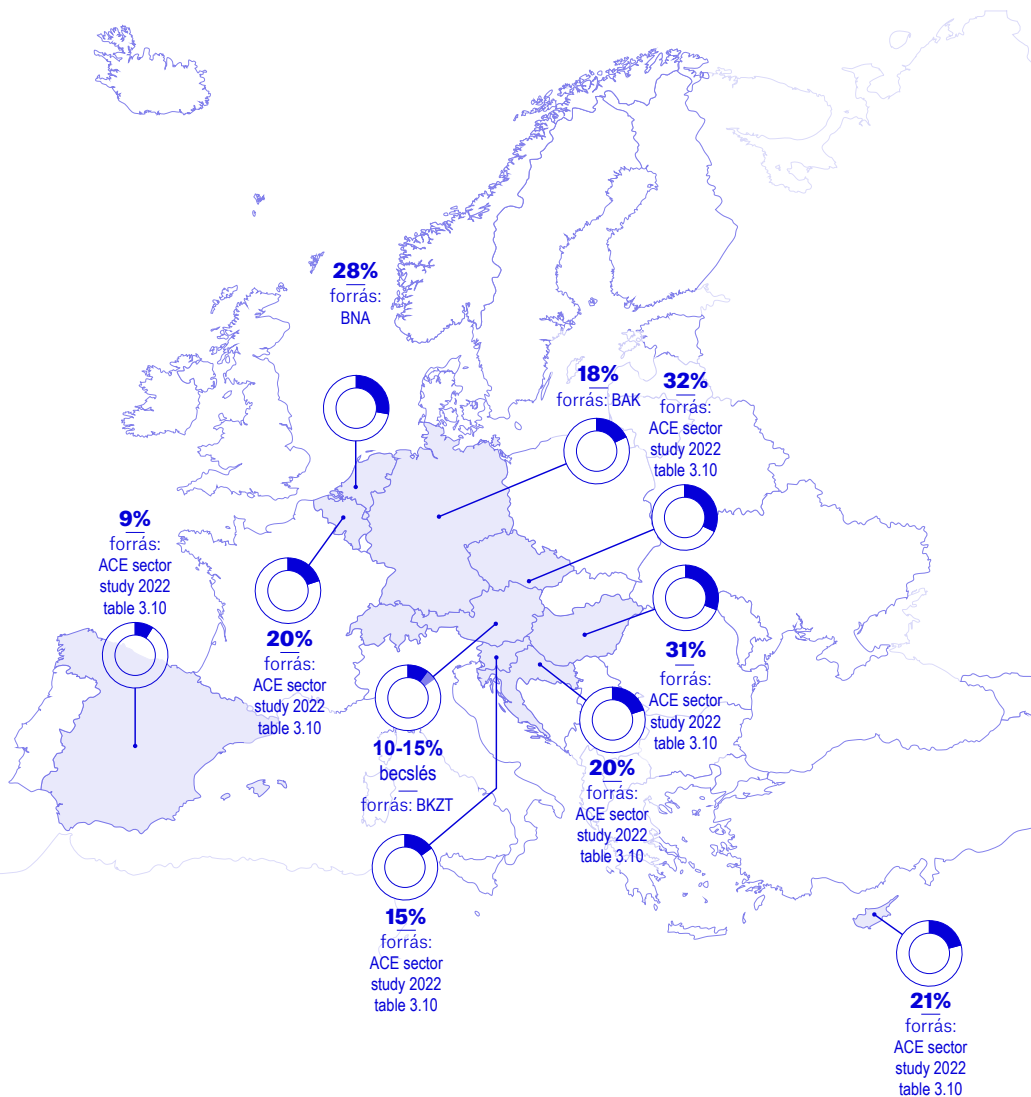 28%
forrás:
BNA
18%
forrás: BAK
32%
forrás:
ACE sector
study 2022
table 3.10
9%
forrás:
ACE sector
study 2022
table 3.10
20%
forrás:
ACE sector
study 2022
table 3.10
31%
forrás:
ACE sector
study 2022
table 3.10
10-15%
becslés
forrás: BKZT
20%
forrás:
ACE sector
study 2022
table 3.10
15%
forrás:
ACE sector
study 2022
table 3.10
21%
forrás:
ACE sector
study 2022
table 3.10